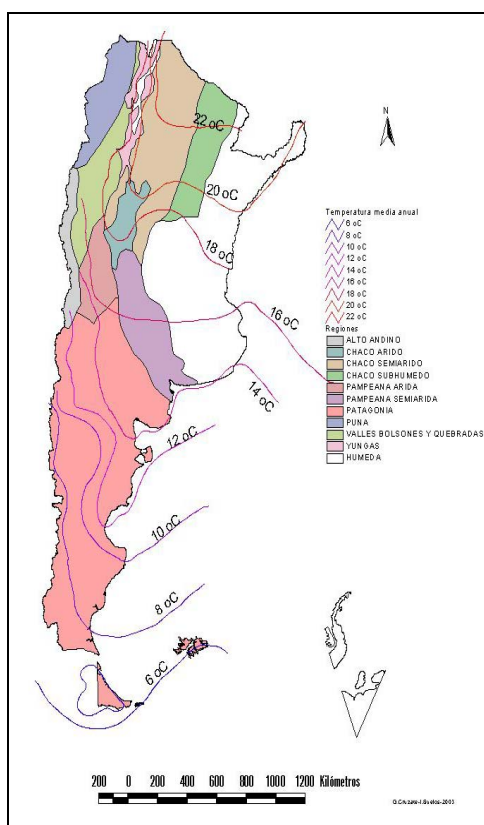 N
22 oC
20 oC
18 oC
16 oC
14 oC
12 oC
10 oC
8 oC
6 oC
Temperatura media anual
6 oC
8 oC
10 oC
12 oC
14 oC
16 oC
18 oC
20 oC
22 oC
Regiones
ALTO ANDINO
CHACO ARIDO
CHACO SEMIARIDO
CHACO SUBHUMEDO
PAMPEANA ARIDA
PAMPEANA SEMIARIDA
PATAGONIA
PUNA
VALLES BOLSONES Y QUEBRADAS
YUNGAS
HUMEDA
200 0 200 400 600 800 1000 1200 Kilómtros